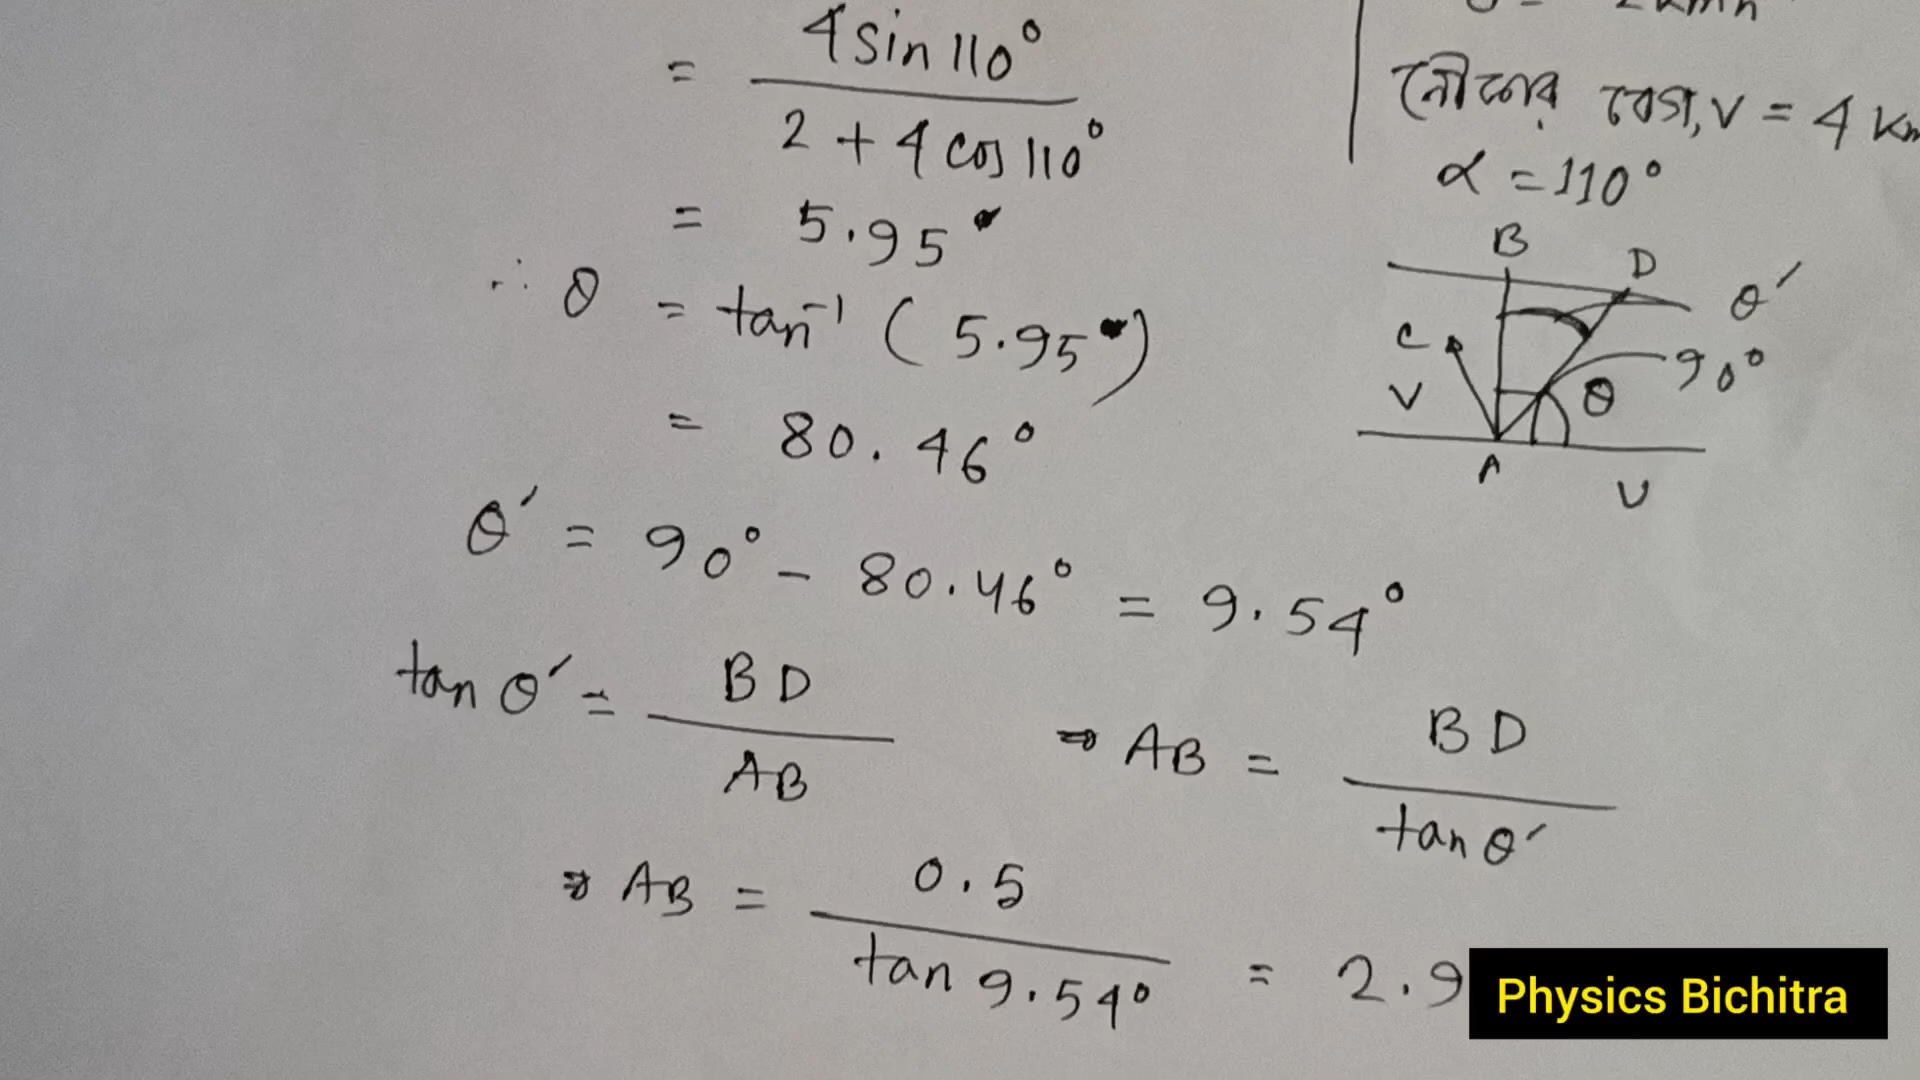 = 4 sin 110° / 2 + 4 cos 110°
নৌকার বেগ, v = 4 km
α = 110°
= 5.95
∴ θ = tan⁻¹ (5.95)
= 80.46°
B D θ′
C 90°
V θ
A U
θ′ = 90° - 80.46° = 9.54°
tan θ′ = BD / AB ⇒ AB = BD / tan θ′
⇒ AB = 0.5 / tan 9.54° = 2.9
Physics Bichitra